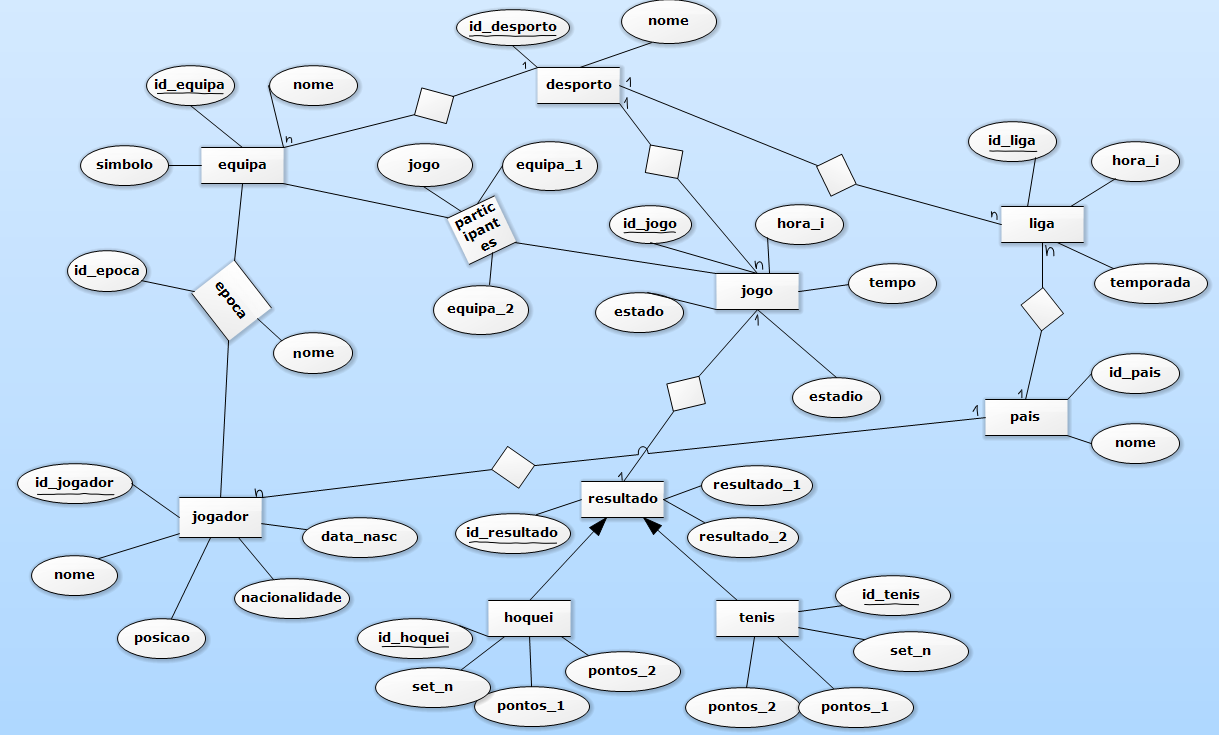 id_desporto
nome
1
desporto
1
1
id_equipa
nome
n
simbolo
equipa
jogo
equipa_1
partic
ipant
es
equipa_2
id_liga
hora_i
n
liga
n
temporada
id_jogo
hora_i
n
jogo
tempo
estado
1
estadio
id_epoca
epoca
nome
1
id_pais
1
pais
nome
id_jogador
n
jogador
data_nasc
nome
nacionalidade
posicao
1
resultado
resultado_1
id_resultado
resultado_2
hoquei
id_hoquei
set_n
pontos_1
pontos_2
tenis
id_tenis
set_n
pontos_2
pontos_1